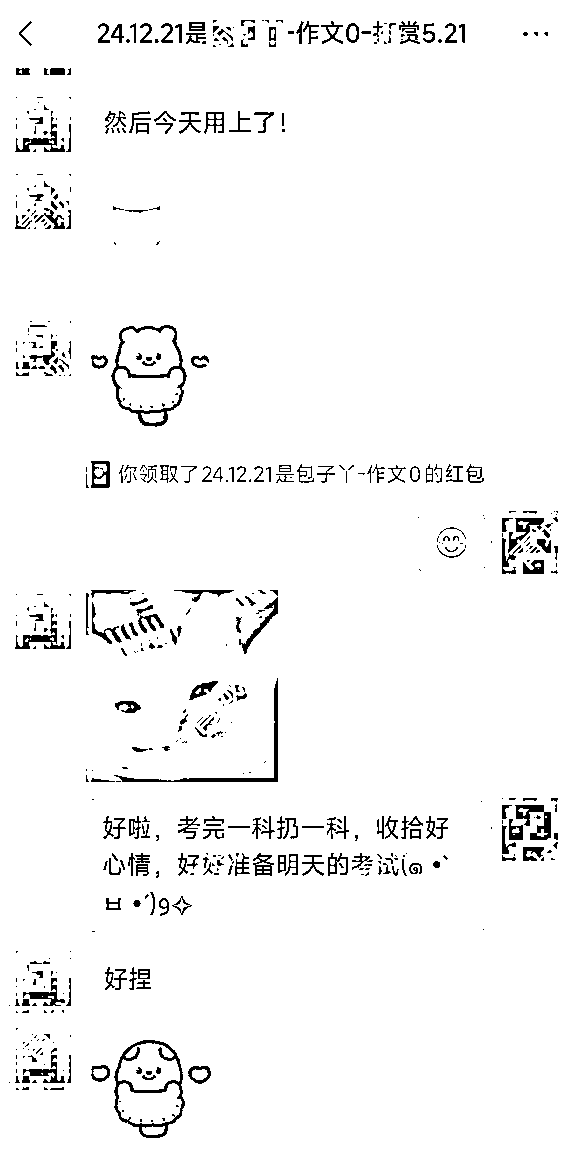 24.12.21是 -作文0-打赏5.21
然后今天用上了！
你领取了24.12.21是包子丫-作文0的红包
好啦，考完一科扔一科，收拾好
心情，好好准备明天的考试(๑•̀
ㅂ•́)و✧
好捏